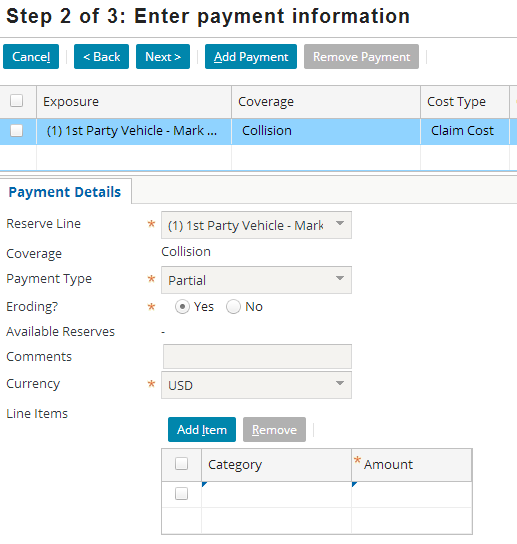 Step 2 of 3: Enter payment information
Cancel < Back Next > Add Payment Remove Payment
Exposure Coverage Cost Type
(1) 1st Party Vehicle - Mark ... Collision Claim Cost
Payment Details
Reserve Line * (1) 1st Party Vehicle - Mark
Coverage Collision
Payment Type * Partial
Eroding? * Yes No
Available Reserves -
Comments
Currency * USD
Line Items
Add Item Remove
Category * Amount